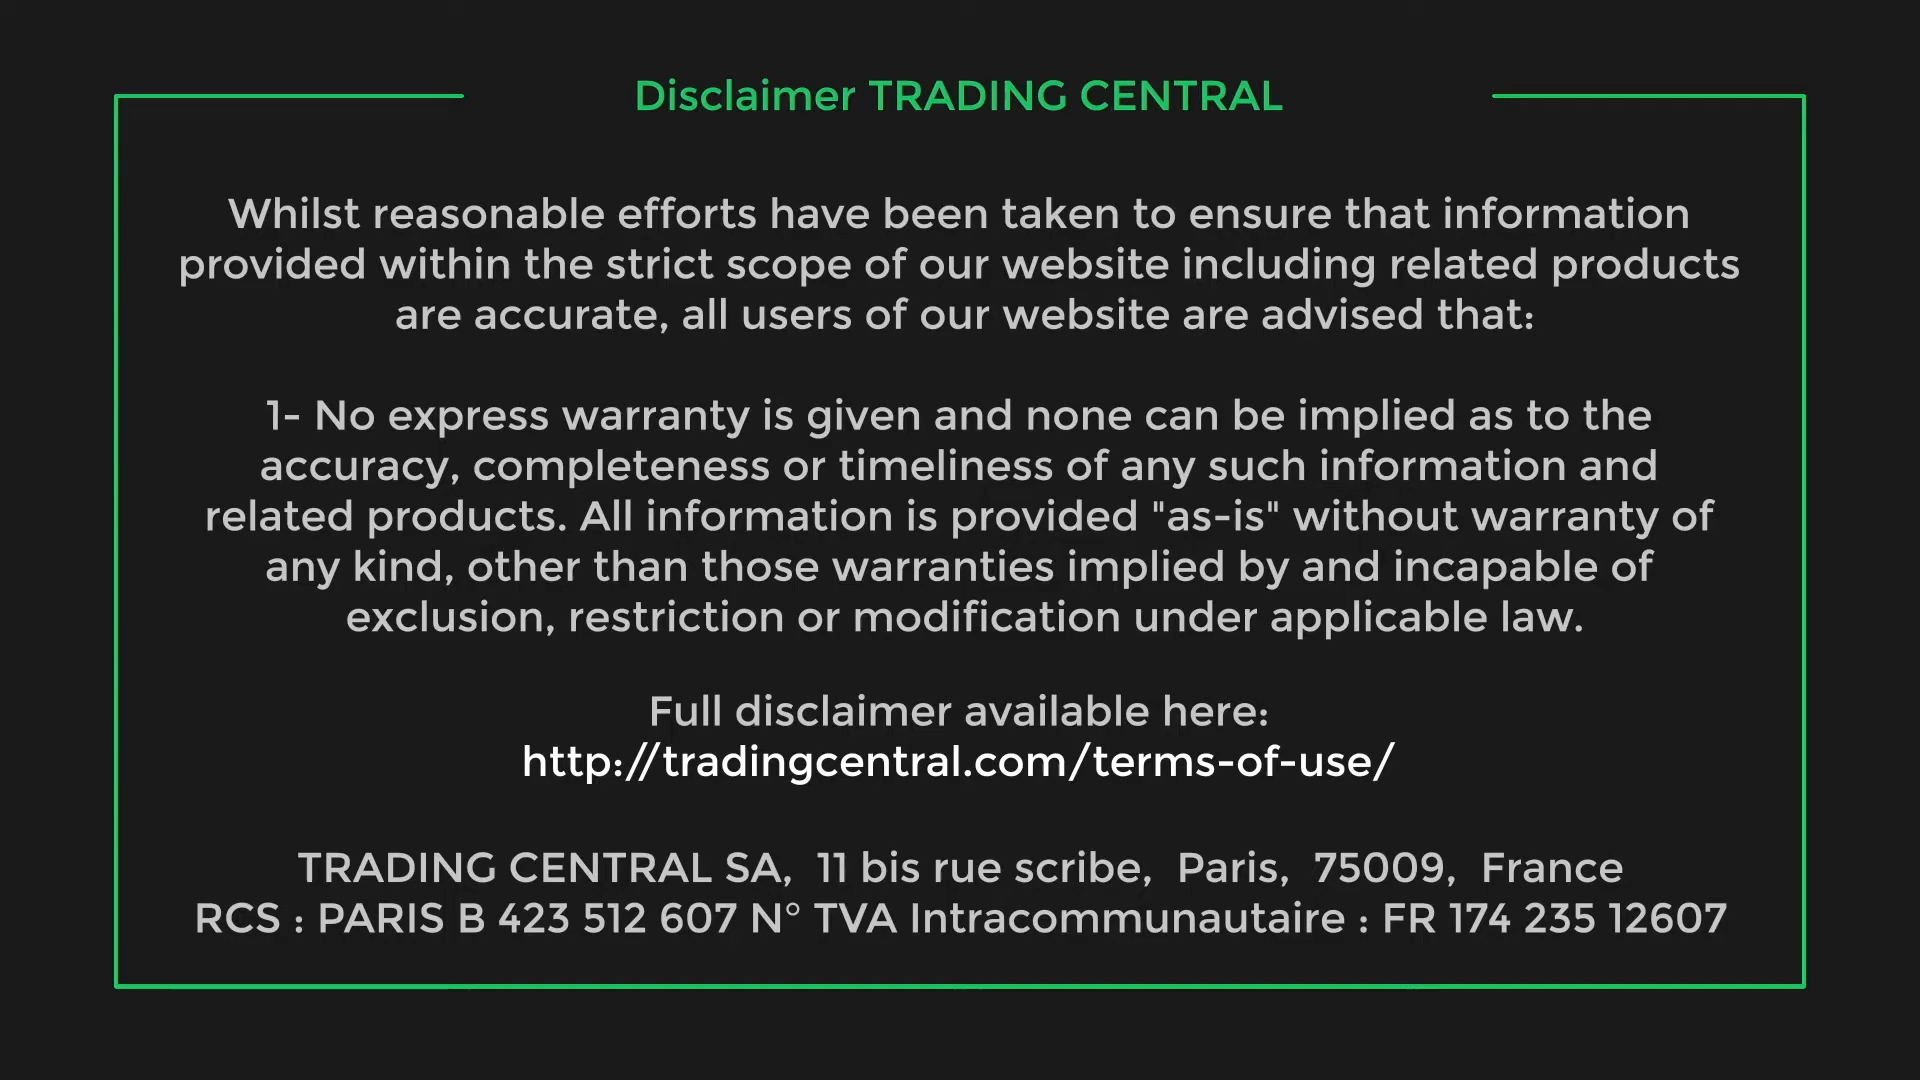 Disclaimer TRADING CENTRAL
Whilst reasonable efforts have been taken to ensure that information
provided within the strict scope of our website including related products
are accurate, all users of our website are advised that:
1- No express warranty is given and none can be implied as to the
accuracy, completeness or timeliness of any such information and
related products. All information is provided "as-is" without warranty of
any kind, other than those warranties implied by and incapable of
exclusion, restriction or modification under applicable law.
Full disclaimer available here:
http://tradingcentral.com/terms-of-use/
TRADING CENTRAL SA, 11 bis rue scribe, Paris, 75009, France
RCS : PARIS B 423 512 607 N° TVA Intracommunautaire : FR 174 235 12607